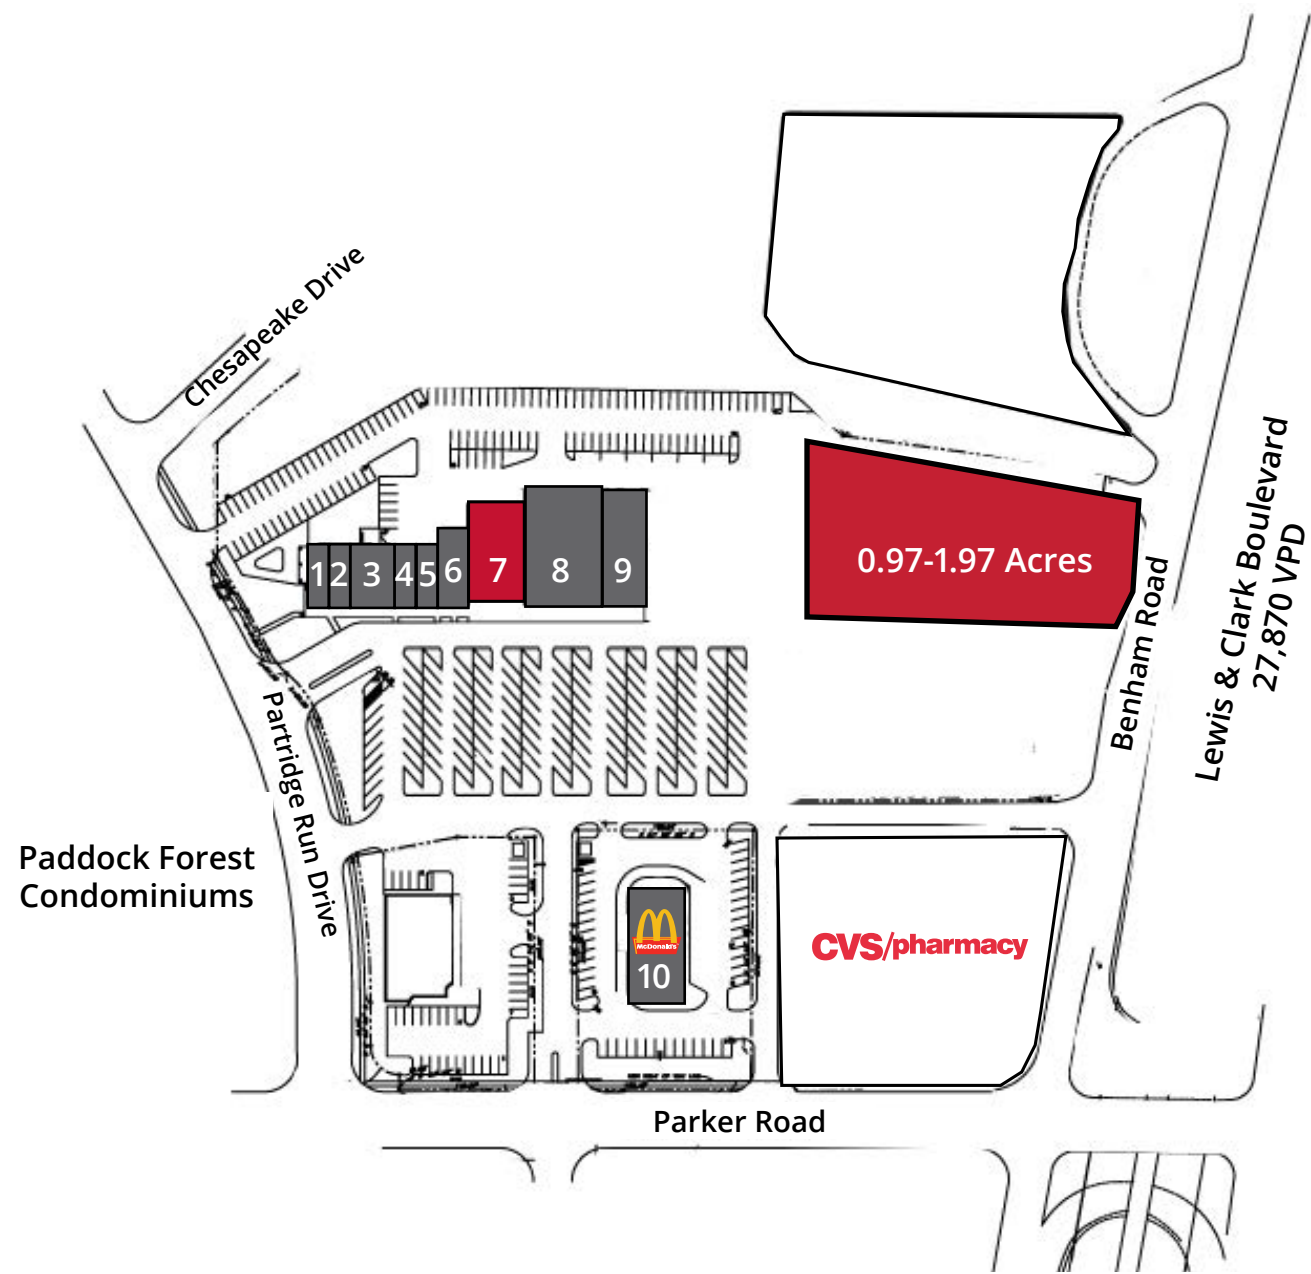 Chesapeake Drive
1
2
3
4
5
6
7
8
9
0.97-1.97 Acres
Lewis & Clark Boulevard
27,870 VPD
Benham Road
Partridge Run Drive
Paddock Forest
Condominiums
McDonald's
10
CVS/pharmacy
Parker Road